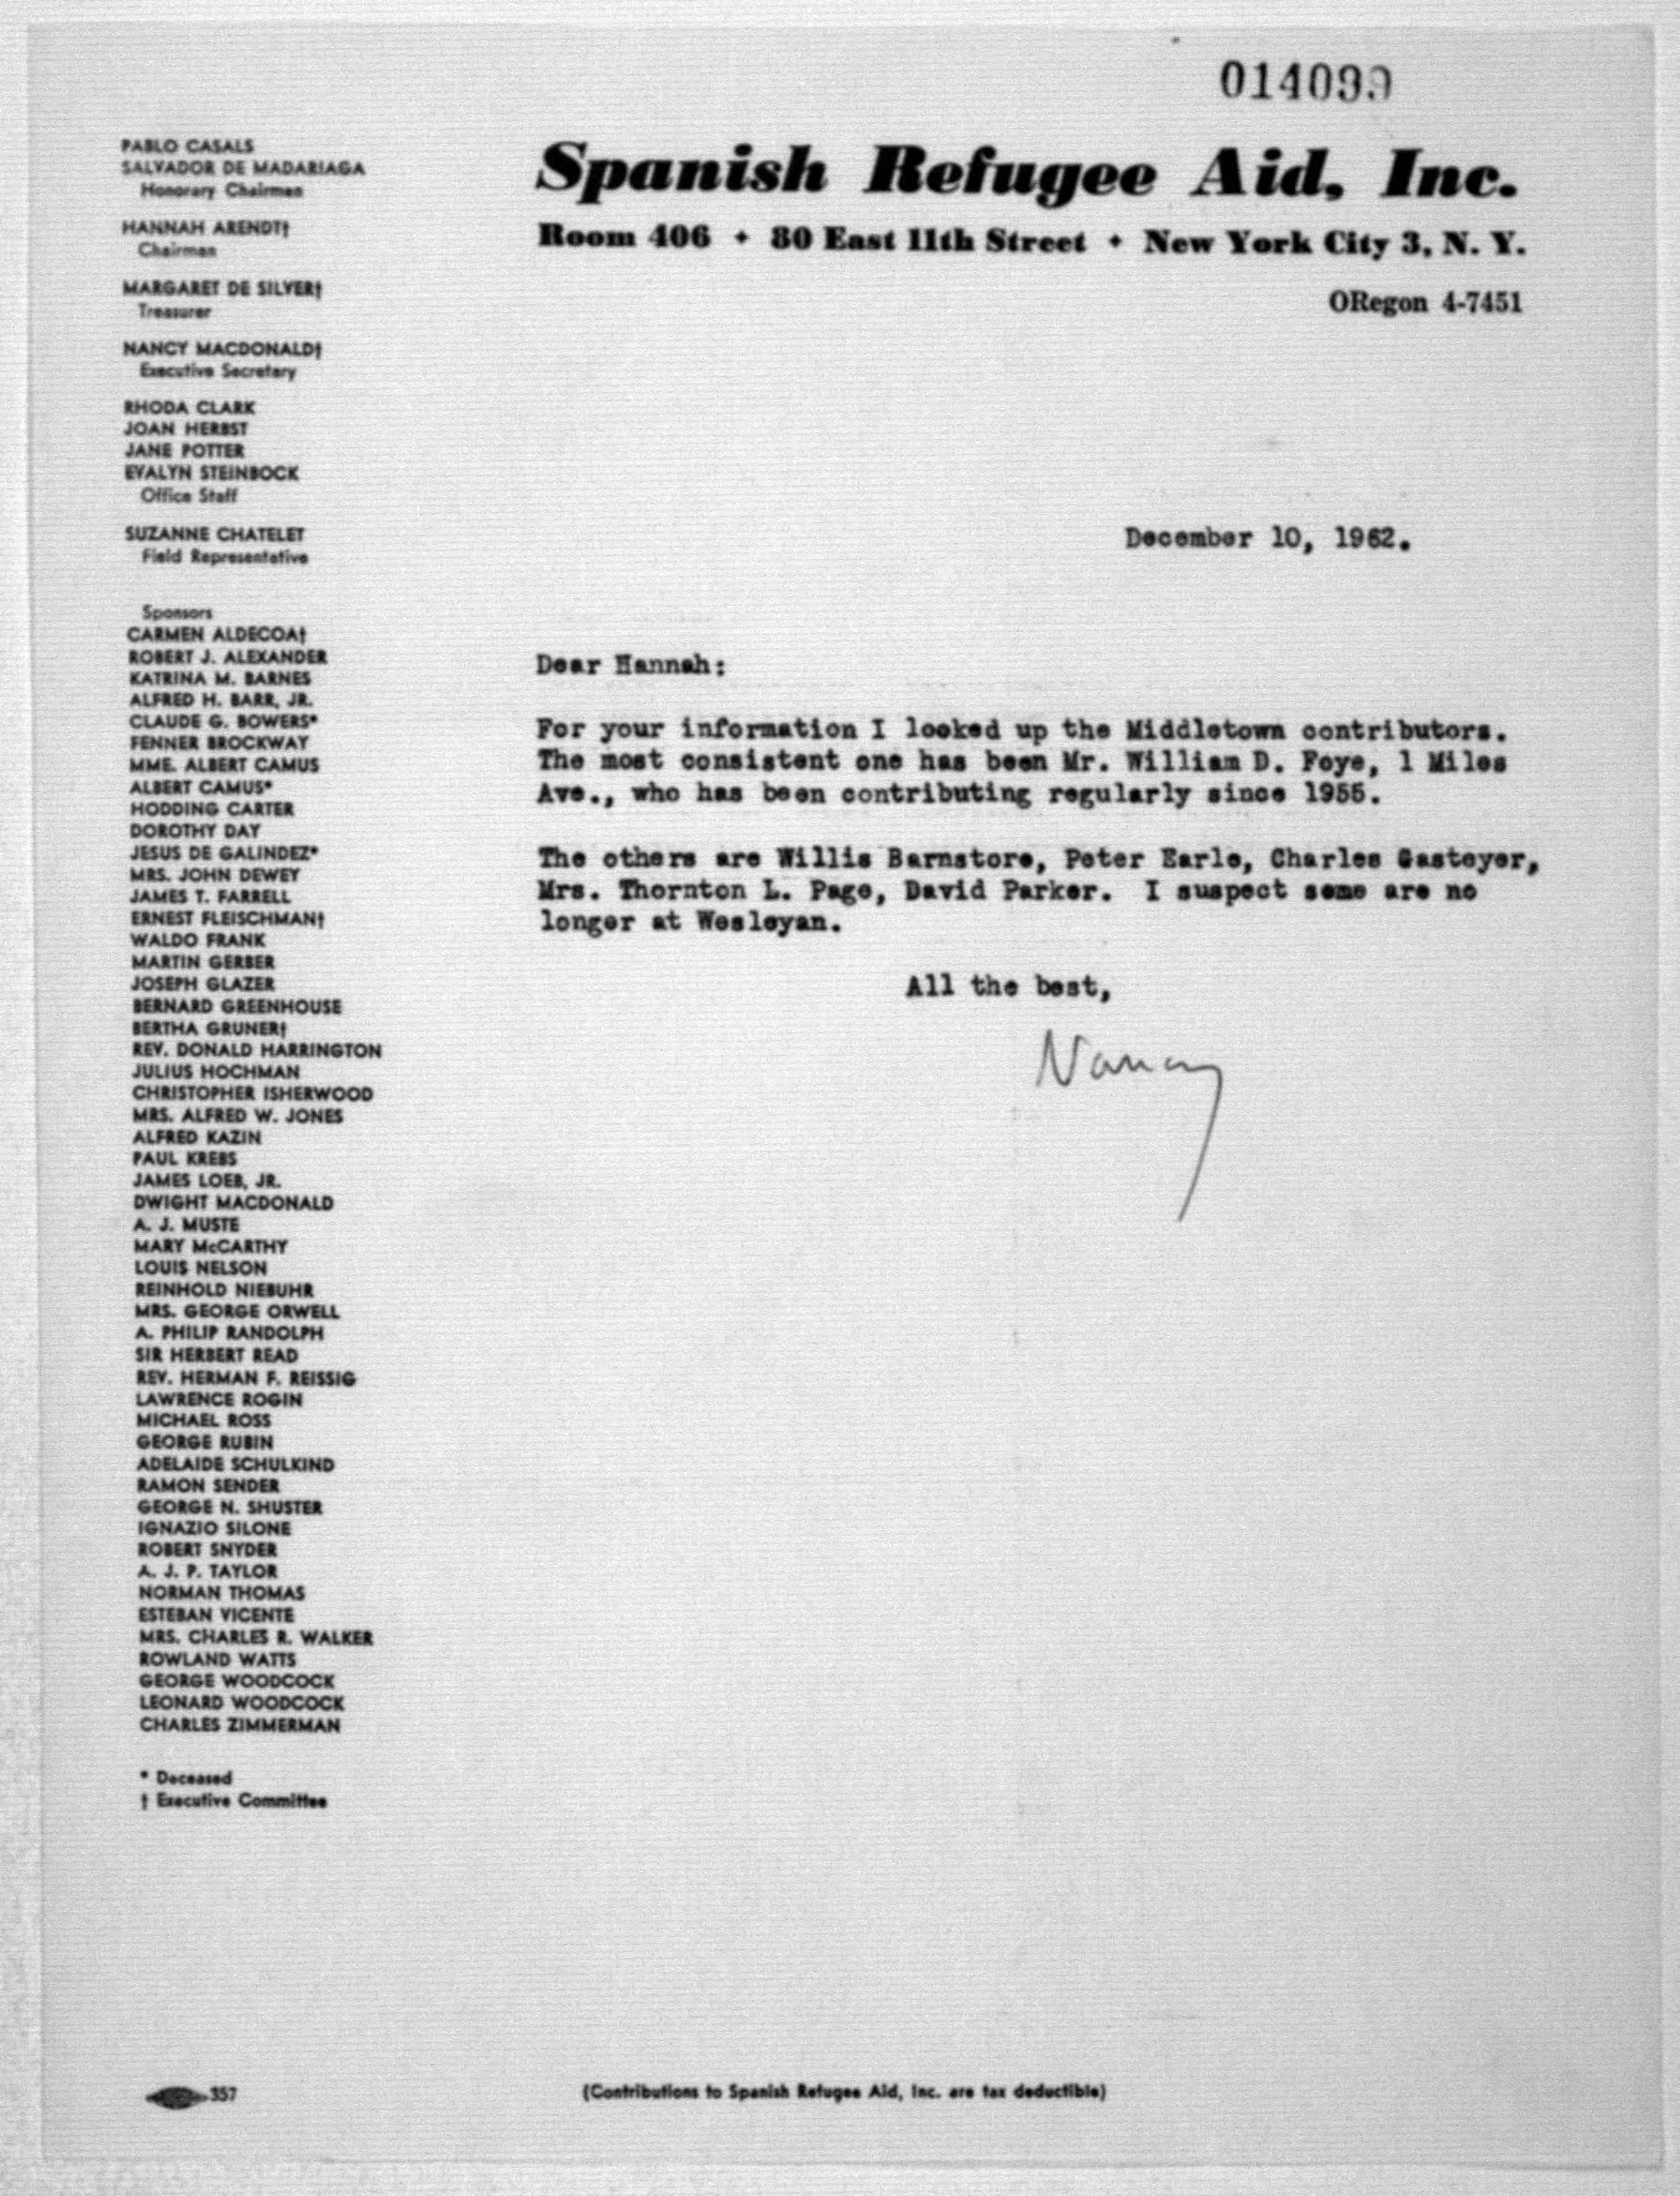 014099
Spanish Refugee Aid, Inc.
Room 406 ✦ 80 East 11th Street ✦ New York City 3, N. Y.
ORegon 4-7451
PABLO CASALS
SALVADOR DE MADARIAGA
Honorary Chairmen
HANNAH ARENDT†
Chairman
MARGARET DE SILVER†
Treasurer
NANCY MACDONALD†
Executive Secretary
RHODA CLARK
JOAN HERBST
JANE POTTER
EVALYN STEINBOCK
Office Staff
SUZANNE CHATELET
Field Representative
Sponsors
CARMEN ALDECOA†
ROBERT J. ALEXANDER
KATRINA M. BARNES
ALFRED H. BARR, JR.
CLAUDE G. BOWERS*
FENNER BROCKWAY
MME. ALBERT CAMUS
ALBERT CAMUS*
HODDING CARTER
DOROTHY DAY
JESUS DE GALINDEZ*
MRS. JOHN DEWEY
JAMES T. FARRELL
ERNEST FLEISCHMAN†
WALDO FRANK
MARTIN GERBER
JOSEPH GLAZER
BERNARD GREENHOUSE
BERTHA GRUNER†
REV. DONALD HARRINGTON
JULIUS HOCHMAN
CHRISTOPHER ISHERWOOD
MRS. ALFRED W. JONES
ALFRED KAZIN
PAUL KREBS
JAMES LOEB, JR.
DWIGHT MACDONALD
A. J. MUSTE
MARY McCARTHY
LOUIS NELSON
REINHOLD NIEBUHR
MRS. GEORGE ORWELL
A. PHILIP RANDOLPH
SIR HERBERT READ
REV. HERMAN F. REISSIG
LAWRENCE ROGIN
MICHAEL ROSS
GEORGE RUBIN
ADELAIDE SCHULKIND
RAMON SENDER
GEORGE N. SHUSTER
IGNAZIO SILONE
ROBERT SNYDER
A. J. P. TAYLOR
NORMAN THOMAS
ESTEBAN VICENTE
MRS. CHARLES R. WALKER
ROWLAND WATTS
GEORGE WOODCOCK
LEONARD WOODCOCK
CHARLES ZIMMERMAN
* Deceased
† Executive Committee
December 10, 1962.
Dear Hannah:
For your information I looked up the Middletown contributors.
The most consistent one has been Mr. William D. Foye, 1 Miles
Ave., who has been contributing regularly since 1955.
The others are Willis Barnstore, Peter Earle, Charles Gasteyer,
Mrs. Thornton L. Page, David Parker. I suspect some are no
longer at Wesleyan.
All the best,
Nancy
357
(Contributions to Spanish Refugee Aid, Inc. are tax deductible)